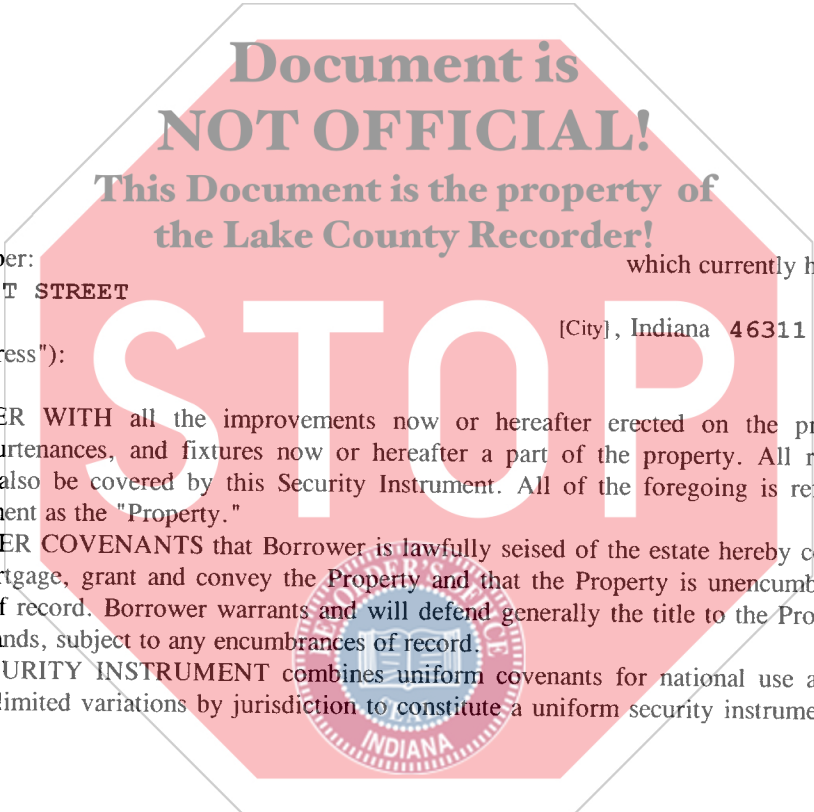 Document is
NOT OFFICIAL!
This Document is the property of
the Lake County Recorder!
which currently
T STREET
[City], Indiana 46311
ress"):
STOP
ER WITH all the improvements now or hereafter erected on the
urtenances, and fixtures now or hereafter a part of the property. All
also be covered by this Security Instrument. All of the foregoing is
ment as the "Property."
ER COVENANTS that Borrower is lawfully seised of the estate hereby
rtgage, grant and convey the Property and that the Property is
f record. Borrower warrants and will defend generally the title to the
ands, subject to any encumbrances of record.
URITY INSTRUMENT combines uniform covenants for national use
limited variations by jurisdiction to constitute a uniform security
RECORDER'S OFFICE
SEAL
INDIANA